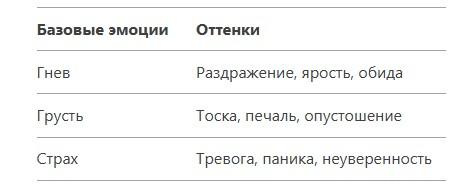 Базовые эмоции Оттенки
Гнев Раздражение, ярость, обида
Грусть Тоска, печаль, опустошение
Страх Тревога, паника, неуверенность